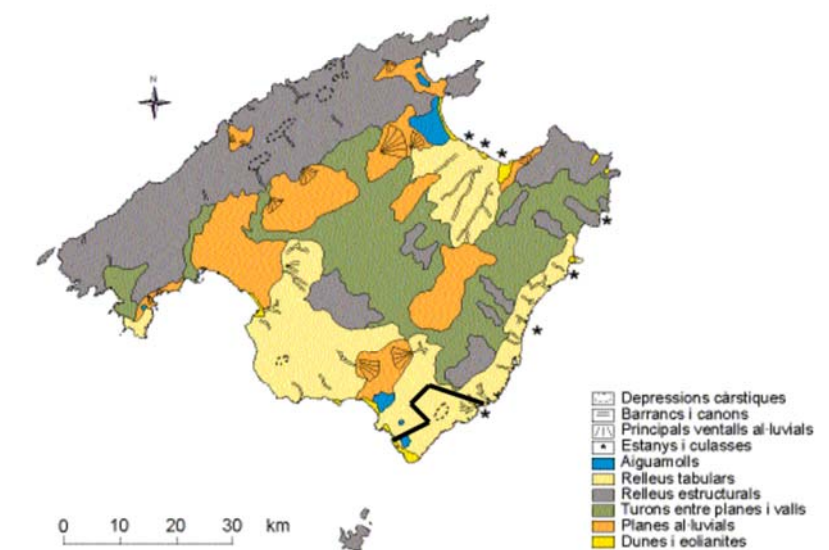 N
Depressions càrstiques
Barrancs i canons
Principals ventalls al·luvials
Estanys i culasses
Aiguamolls
Relleus tabulars
Relleus estructurals
Turons entre planes i valls
Planes al·luvials
Dunes i eolianites
0 10 20 30 km